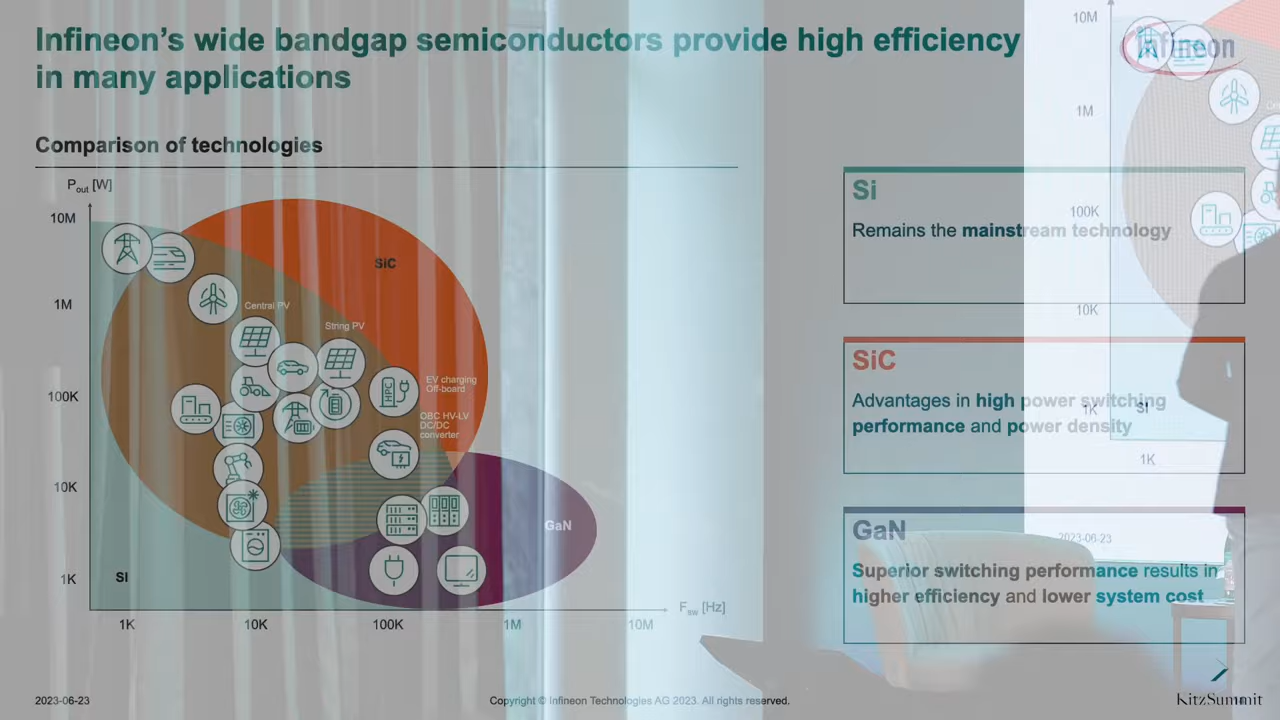 Infineon's wide bandgap semiconductors provide high efficiency
in many applications
Infineon
Comparison of technologies
Pout [W]
10M
1M
100K
10K
1K
1K
10K
100K
1M
10M
Fsw [Hz]
SiC
Central PV
String PV
EV charging
Off-board
OBC HV-LV
DC/DC
converter
HPC
GaN
SI
Si
Remains the mainstream technology
SiC
Advantages in high power switching
performance and power density
GaN
Superior switching performance results in
higher efficiency and lower system cost
10M
1M
100K
10K
1K
SI
1K
2023-06-23
2023-06-23
Copyright © Infineon Technologies AG 2023. All rights reserved.
KitzSummit